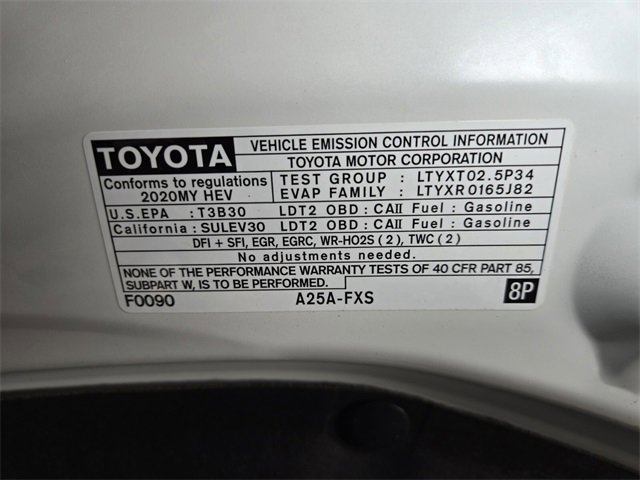 TOYOTA
VEHICLE EMISSION CONTROL INFORMATION
TOYOTA MOTOR CORPORATION
Conforms to regulations
2020MY HEV
TEST GROUP : LTYXT02.5P34
EVAP FAMILY : LTYXR0165J82
U.S.EPA : T3B30 LDT2 OBD : CAII Fuel : Gasoline
California : SULEV30 LDT2 OBD : CAII Fuel : Gasoline
DFI + SFI, EGR, EGRC, WR-HO2S ( 2 ), TWC ( 2 )
No adjustments needed.
NONE OF THE PERFORMANCE WARRANTY TESTS OF 40 CFR PART 85,
SUBPART W, IS TO BE PERFORMED.
F0090 A25A-FXS 8P